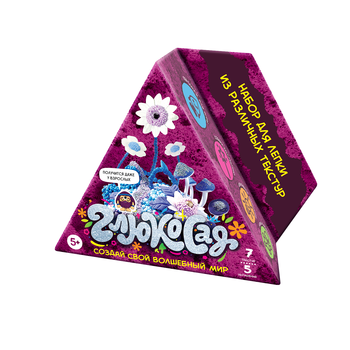 НАБОР ДЛЯ ЛЕПКИ
ИЗ РАЗЛИЧНЫХ ТЕКСТУР
ПОЛУЧИТСЯ ДАЖЕ
У ВЗРОСЛЫХ
ГЛЮКОСАД
СОЗДАЙ СВОЙ ВОЛШЕБНЫЙ МИР
5+
7
5